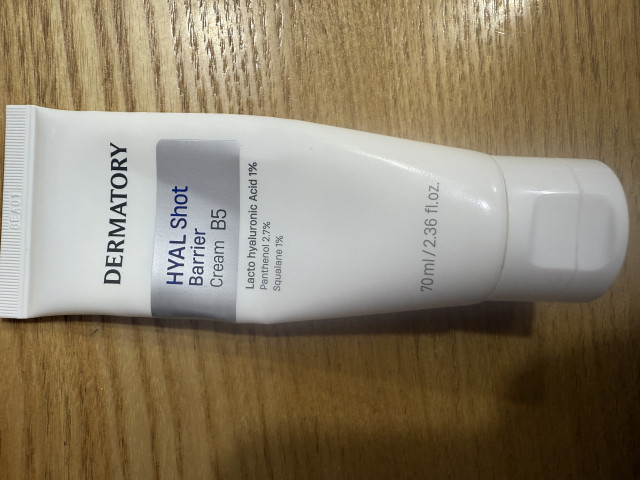 DERMATORY
HYAL Shot
Barrier
Cream B5
Lacto hyaluronic Acid 1%
Panthenol 2.7%
Squalane 1%
70 ml / 2.36 fl.oz.